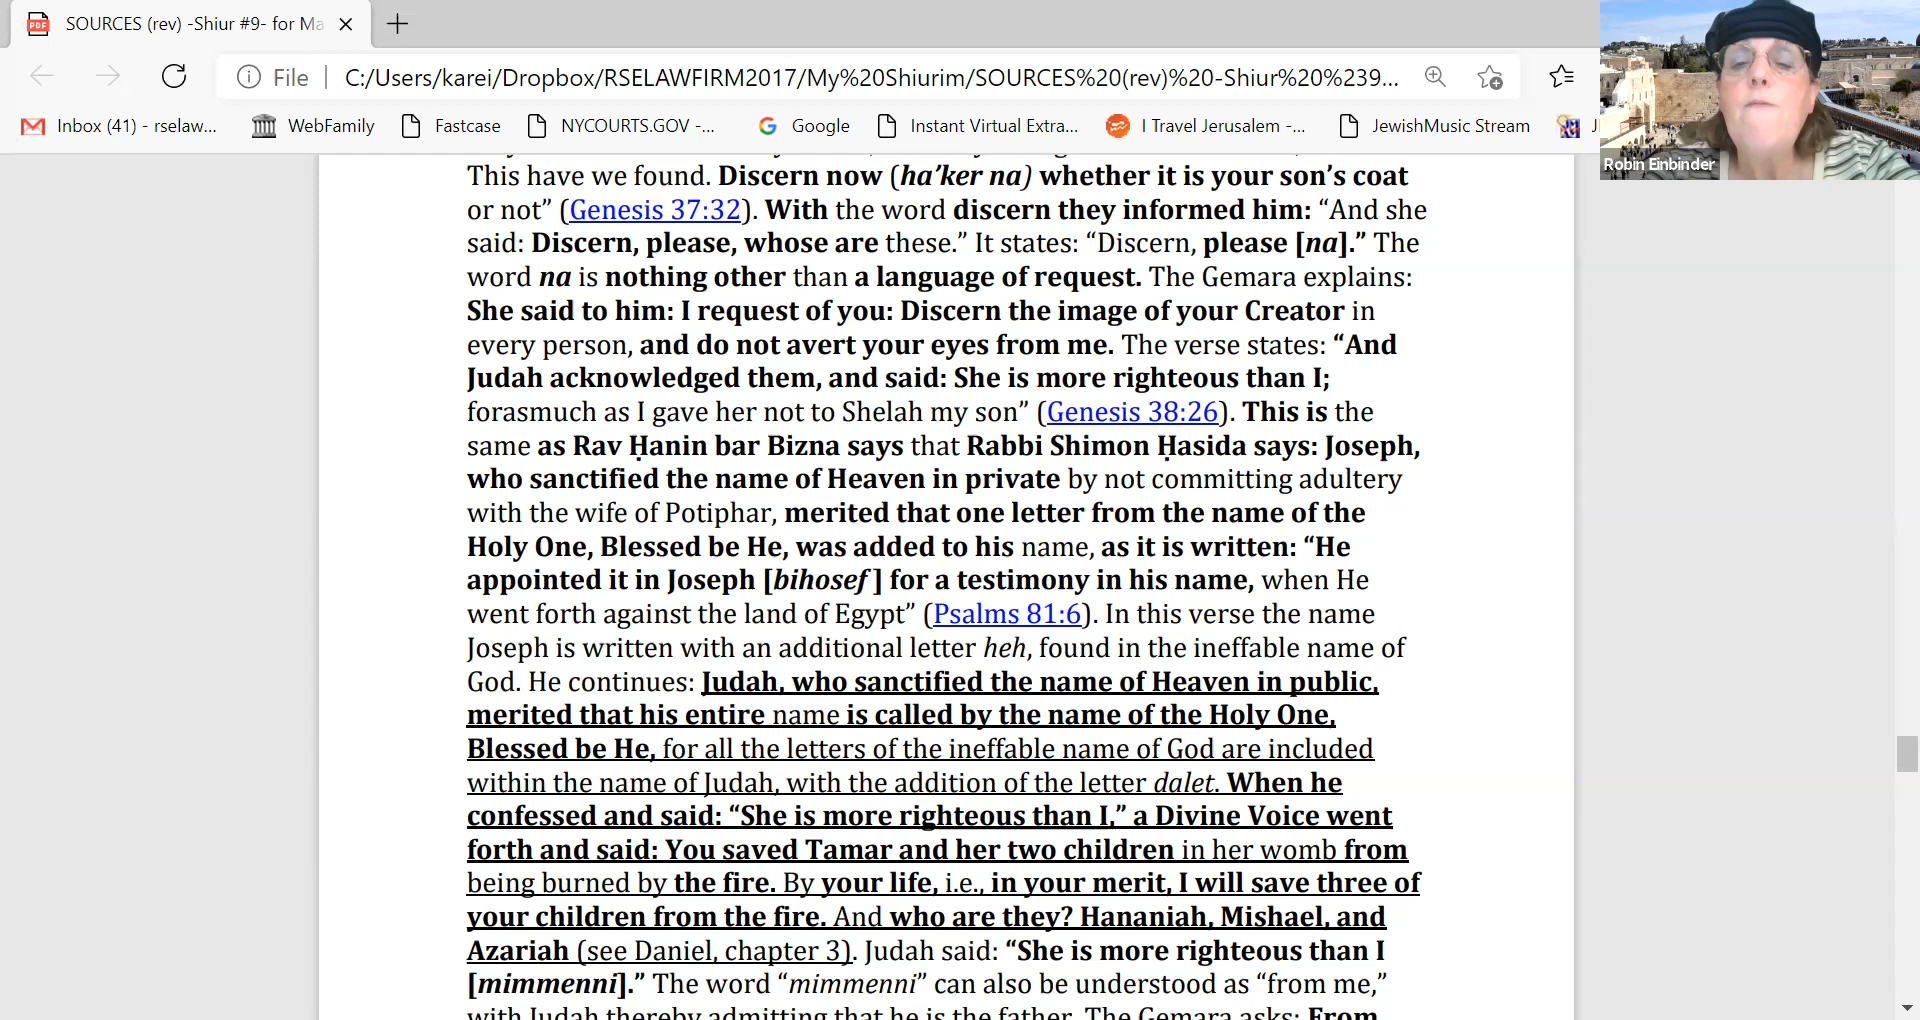 SOURCES (rev) -Shiur #9- for Ma
File
C:/Users/karei/Dropbox/RSELAWFIRM2017/My%20Shiurim/SOURCES%20(rev)%20-Shiur%20%239...
Inbox (41) - rselaw...
WebFamily
Fastcase
NYCOURTS.GOV -...
Google
Instant Virtual Extra...
I Travel Jerusalem -...
JewishMusic Stream
Robin Einbinder
This have we found. Discern now (ha’ker na) whether it is your son’s coat
or not” (Genesis 37:32). With the word discern they informed him: “And she
said: Discern, please, whose are these.” It states: “Discern, please [na].” The
word na is nothing other than a language of request. The Gemara explains:
She said to him: I request of you: Discern the image of your Creator in
every person, and do not avert your eyes from me. The verse states: “And
Judah acknowledged them, and said: She is more righteous than I;
forasmuch as I gave her not to Shelah my son” (Genesis 38:26). This is the
same as Rav Ḥanin bar Bizna says that Rabbi Shimon Ḥasida says: Joseph,
who sanctified the name of Heaven in private by not committing adultery
with the wife of Potiphar, merited that one letter from the name of the
Holy One, Blessed be He, was added to his name, as it is written: “He
appointed it in Joseph [bihosef] for a testimony in his name, when He
went forth against the land of Egypt” (Psalms 81:6). In this verse the name
Joseph is written with an additional letter heh, found in the ineffable name of
God. He continues: Judah, who sanctified the name of Heaven in public,
merited that his entire name is called by the name of the Holy One,
Blessed be He, for all the letters of the ineffable name of God are included
within the name of Judah, with the addition of the letter dalet. When he
confessed and said: “She is more righteous than I,” a Divine Voice went
forth and said: You saved Tamar and her two children in her womb from
being burned by the fire. By your life, i.e., in your merit, I will save three of
your children from the fire. And who are they? Hananiah, Mishael, and
Azariah (see Daniel, chapter 3). Judah said: “She is more righteous than I
[mimmenni].” The word “mimmenni” can also be understood as “from me,”
with Judah thereby admitting that he is the father. The Gemara asks: From